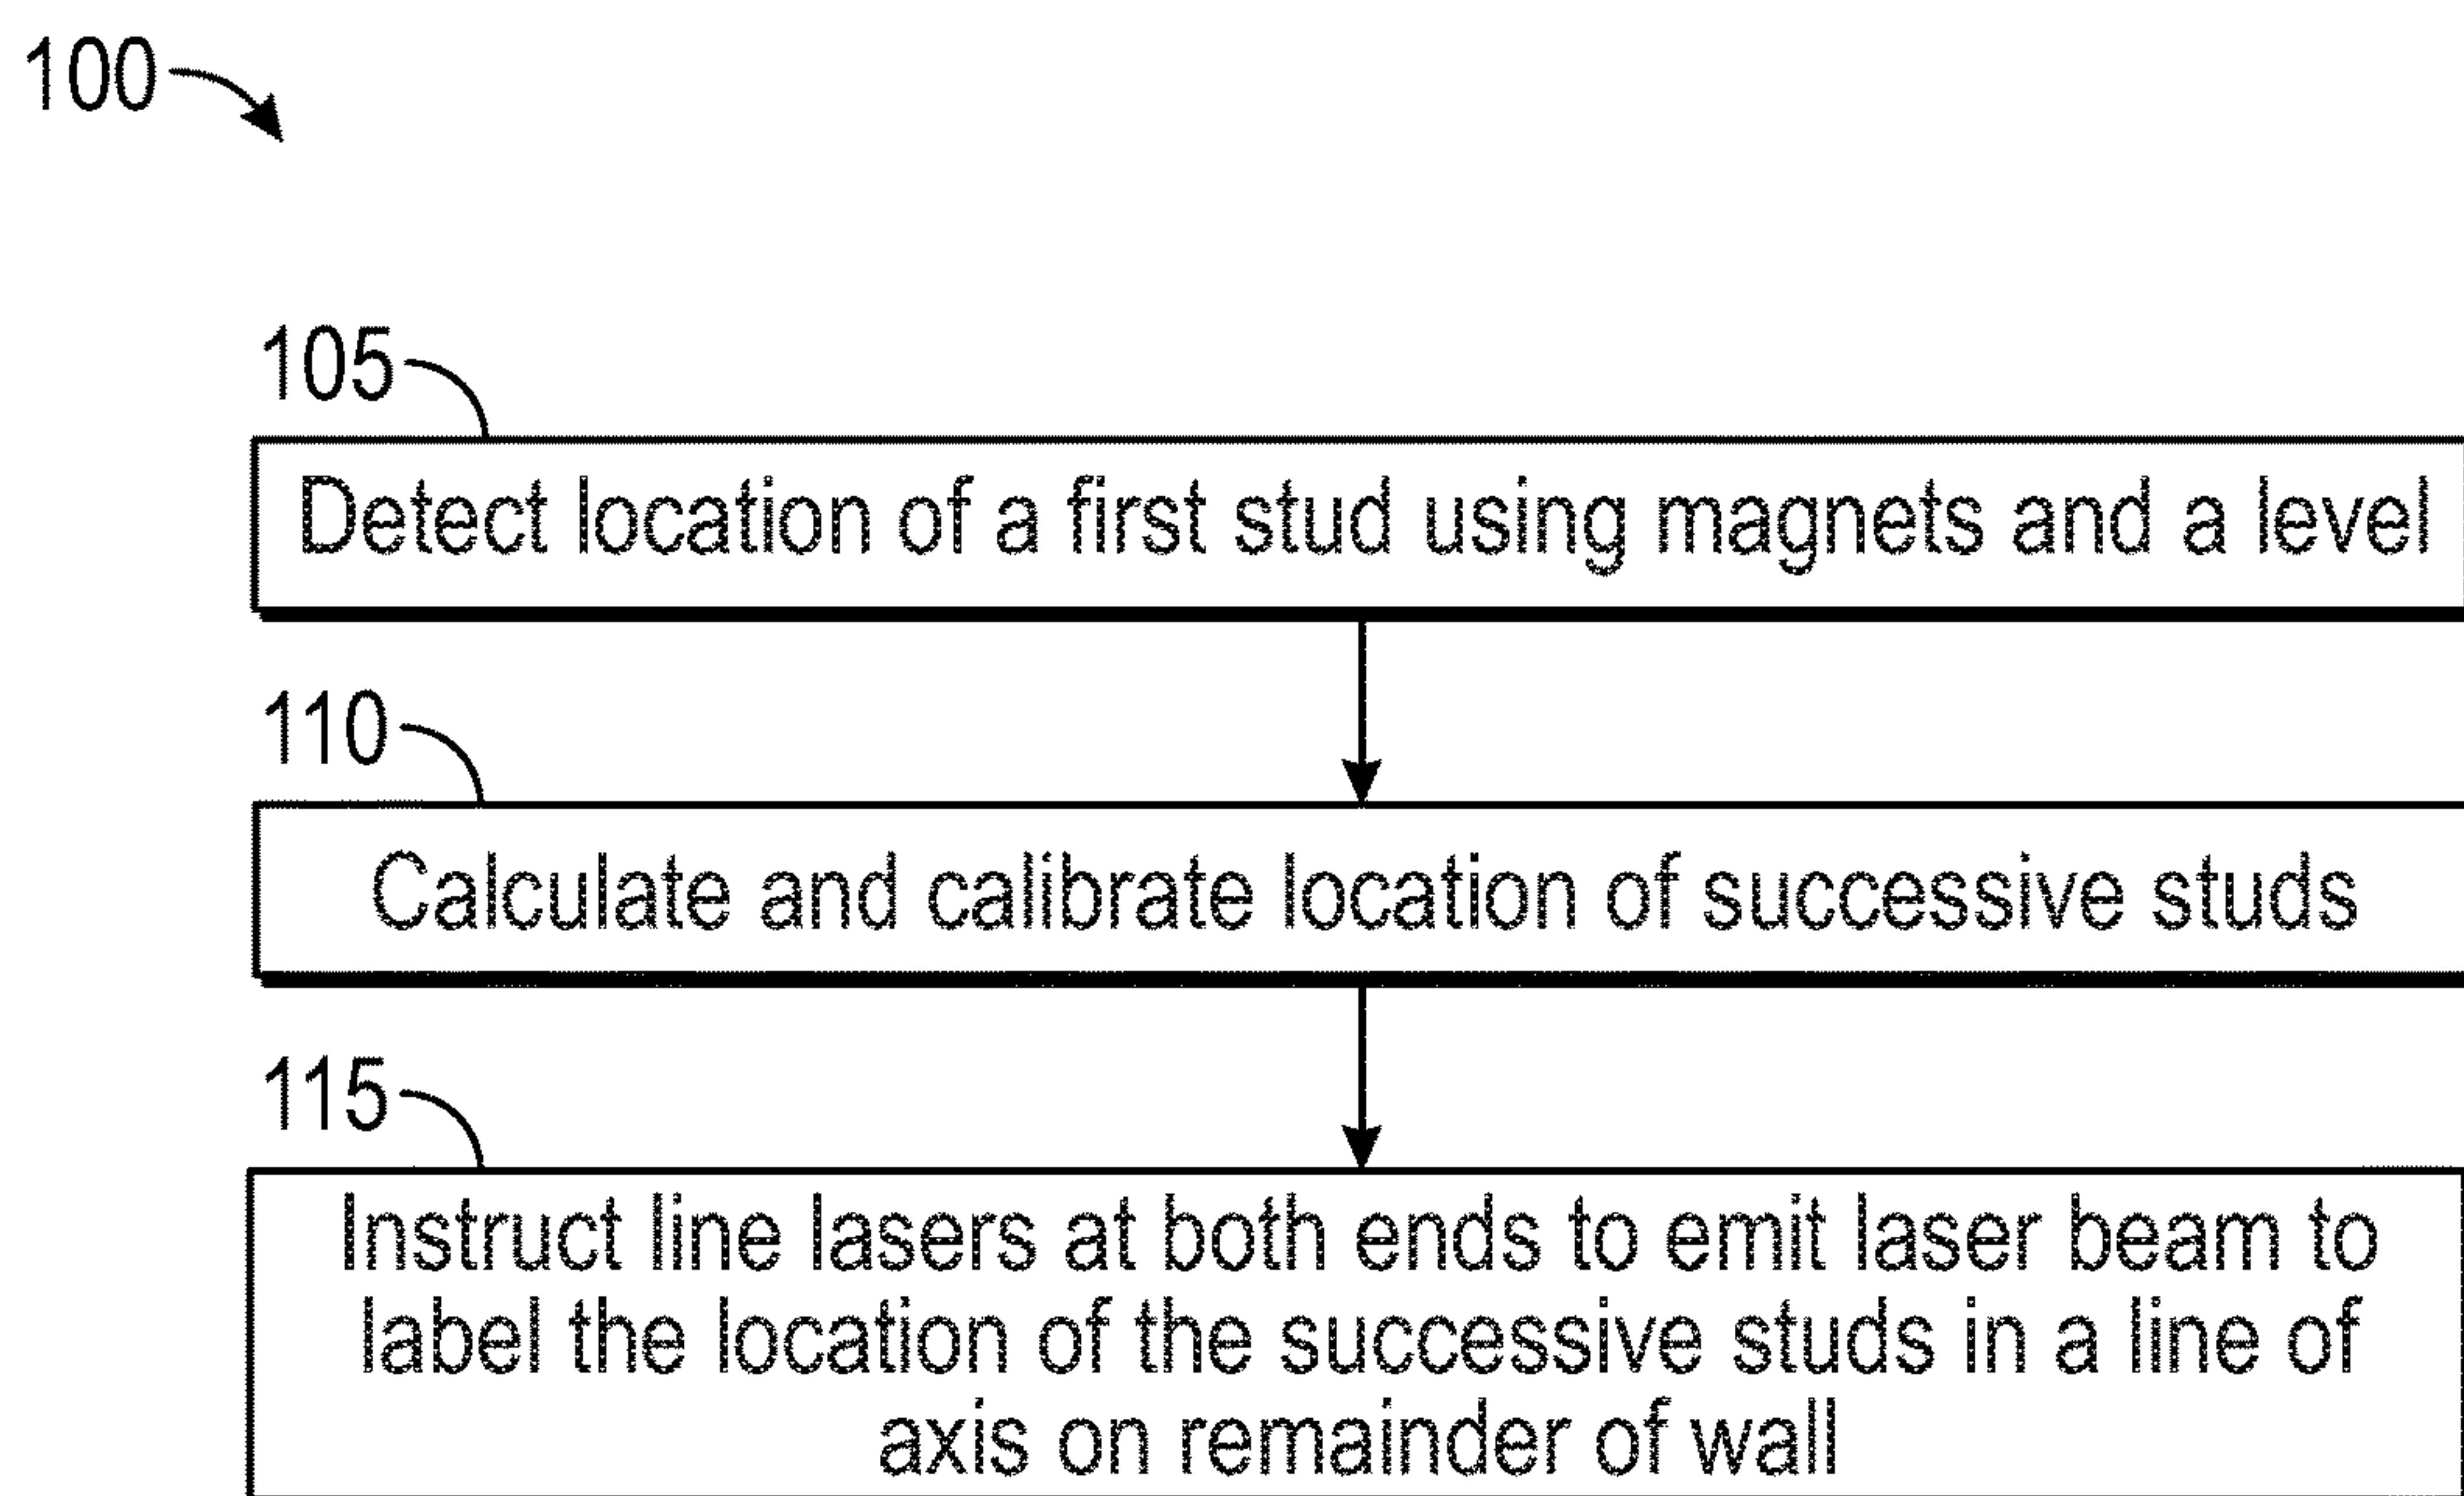 100
105
Detect location of a first stud using magnets and a level
110
Calculate and calibrate location of successive studs
115
Instruct line lasers at both ends to emit laser beam to
label the location of the successive studs in a line of
axis on remainder of wall